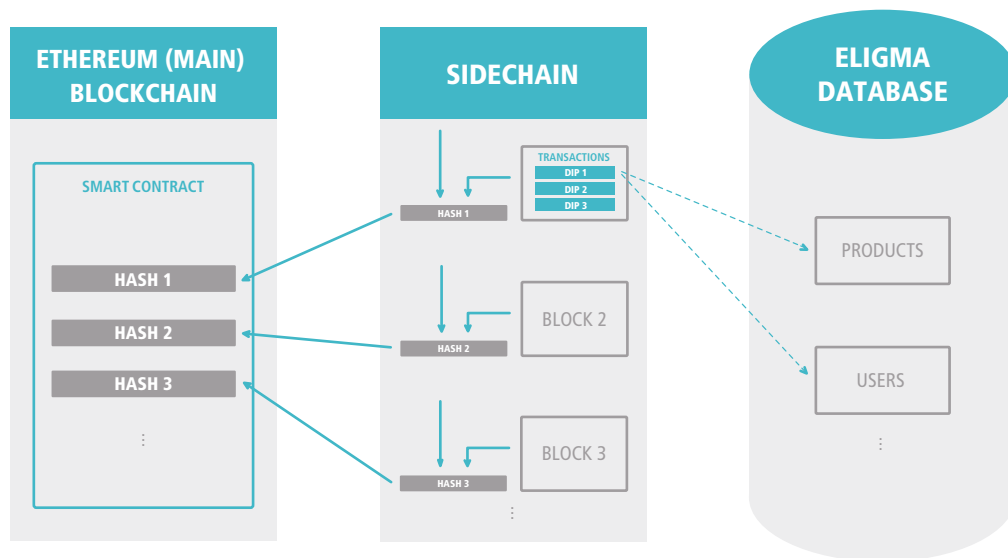 ETHEREUM (MAIN)
BLOCKCHAIN
SMART CONTRACT
HASH 1
HASH 2
HASH 3
SIDECHAIN
TRANSACTIONS
DIP 1
DIP 2
DIP 3
HASH 1
BLOCK 2
HASH 2
BLOCK 3
HASH 3
ELIGMA
DATABASE
PRODUCTS
USERS